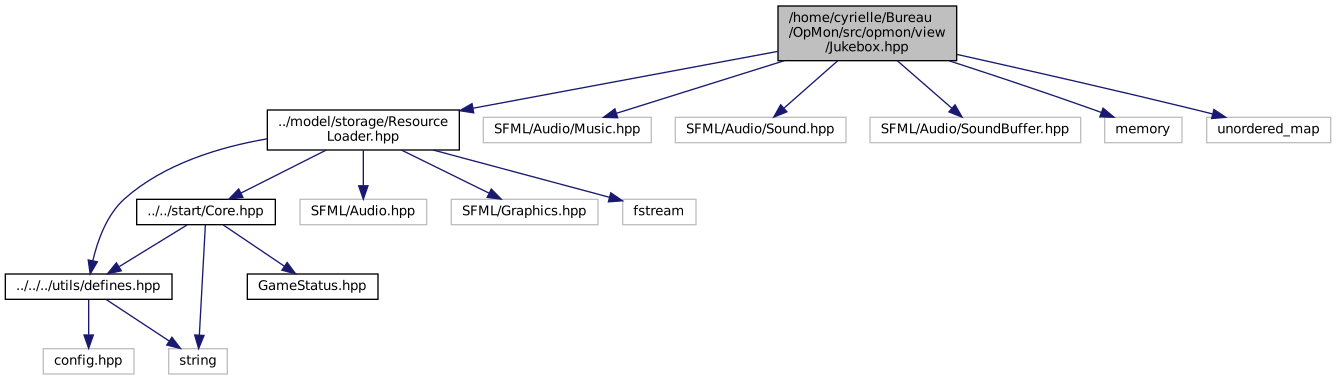 /home/cyrielle/Bureau
/OpMon/src/opmon/view
/Jukebox.hpp
../model/storage/Resource
Loader.hpp
SFML/Audio/Music.hpp
SFML/Audio/Sound.hpp
SFML/Audio/SoundBuffer.hpp
memory
unordered_map
../../start/Core.hpp
SFML/Audio.hpp
SFML/Graphics.hpp
fstream
../../../utils/defines.hpp
GameStatus.hpp
config.hpp
string